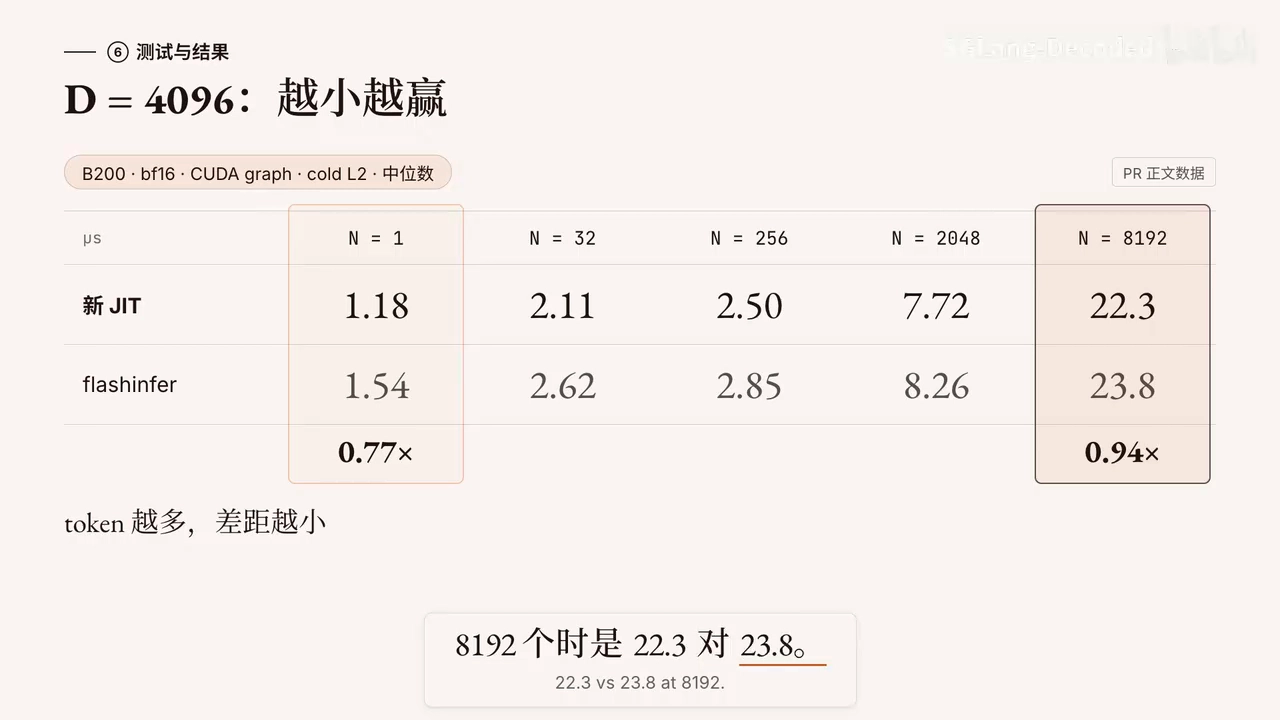 ⑥ 测试与结果
D = 4096：越小越赢
B200 · bf16 · CUDA graph · cold L2 · 中位数
PR 正文数据
μs N = 1 N = 32 N = 256 N = 2048 N = 8192
新 JIT 1.18 2.11 2.50 7.72 22.3
flashinfer 1.54 2.62 2.85 8.26 23.8
0.77× 0.94×
token 越多，差距越小
8192 个时是 22.3 对 23.8。
22.3 vs 23.8 at 8192.